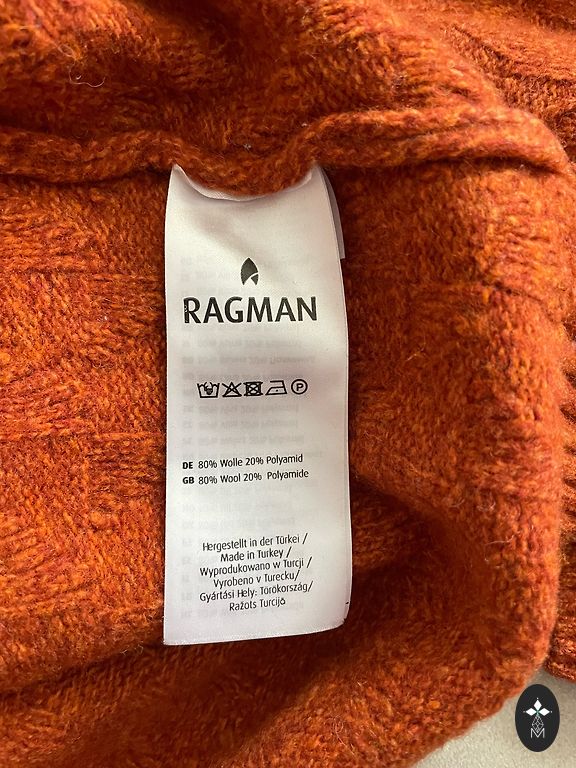 RAGMAN
P
DE 80% Wolle 20% Polyamid
GB 80% Wool 20% Polyamide
Hergestellt in der Türkei /
Made in Turkey /
Wyprodukowano w Turcji /
Vyrobeno v Turecku/
Gyártási Hely: Törökország/
Ražots Turcijā